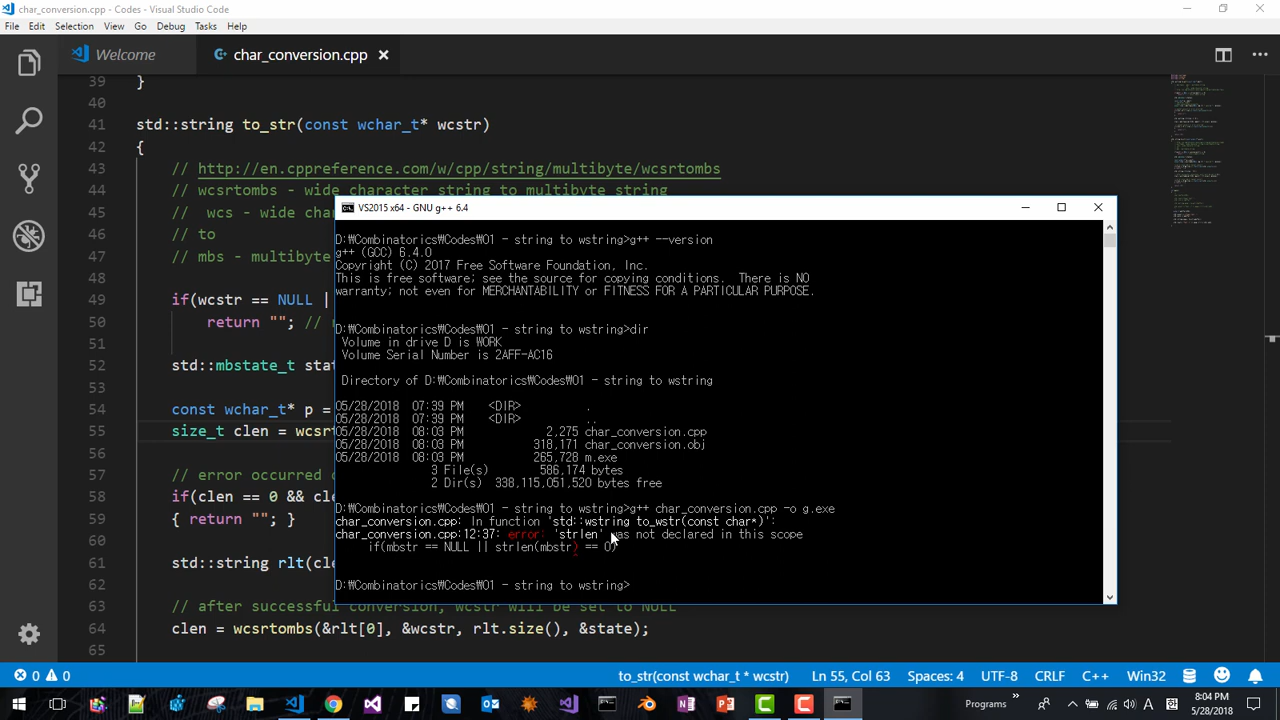 char_conversion.cpp - Codes - Visual Studio Code
File Edit Selection View Go Debug Tasks Help
Welcome
char_conversion.cpp
39 }
40
41 std::string to_str(const wchar_t* wcstr)
42 {
43 // http://en.cppreference.com/w/cpp/string/multibyte/wcsrtombs
44 // wcsrtombs - wide character string to multibyte string
45 // wcs - wide char
46 // to
47 // mbs - multibyte
48
49 if(wcstr == NULL ||
50 return ""; //
51
52 std::mbstate_t stat
53
54 const wchar_t* p =
55 size_t clen = wcsrt
56
57 // error occurred
58 if(clen == 0 && cle
59 { return ""; }
60
61 std::string rlt(cle
62
63 // after successful conversion, wcstr will be set to NULL
64 clen = wcsrtombs(&rlt[0], &wcstr, rlt.size(), &state);
65
VS2015 x64 - GNU g++ 6.4
D:₩Combinatorics₩Codes₩01 - string to wstring>g++ --version
g++ (GCC) 6.4.0
Copyright (C) 2017 Free Software Foundation, Inc.
This is free software; see the source for copying conditions.  There is NO
warranty; not even for MERCHANTABILITY or FITNESS FOR A PARTICULAR PURPOSE.
D:₩Combinatorics₩Codes₩01 - string to wstring>dir
Volume in drive D is WORK
Volume Serial Number is 2AFF-AC16
Directory of D:₩Combinatorics₩Codes₩01 - string to wstring
05/28/2018 07:39 PM <DIR> .
05/28/2018 07:39 PM <DIR> ..
05/28/2018 08:03 PM 2,275 char_conversion.cpp
05/28/2018 08:03 PM 318,171 char_conversion.obj
05/28/2018 08:03 PM 265,728 m.exe
3 File(s) 586,174 bytes
2 Dir(s) 338,115,051,520 bytes free
D:₩Combinatorics₩Codes₩01 - string to wstring>g++ char_conversion.cpp -o g.exe
char_conversion.cpp: In function 'std::wstring to_wstr(const char*)':
char_conversion.cpp:12:37: error: 'strlen' was not declared in this scope
if(mbstr == NULL || strlen(mbstr) == 0)
^
D:₩Combinatorics₩Codes₩01 - string to wstring>
0 0 to_str(const wchar_t * wcstr) Ln 55, Col 63 Spaces: 4 UTF-8 CRLF C++ Win32
Programs » A 8:04 PM
5/28/2018